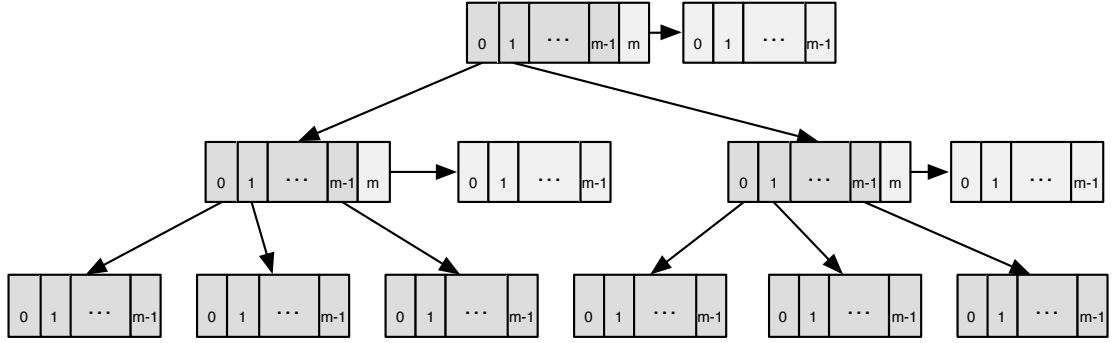 0 1 ... m-1 m 0 1 ... m-1
0 1 ... m-1 m 0 1 ... m-1 0 1 ... m-1 m 0 1 ... m-1
0 1 ... m-1 0 1 ... m-1 0 1 ... m-1 0 1 ... m-1 0 1 ... m-1 0 1 ... m-1